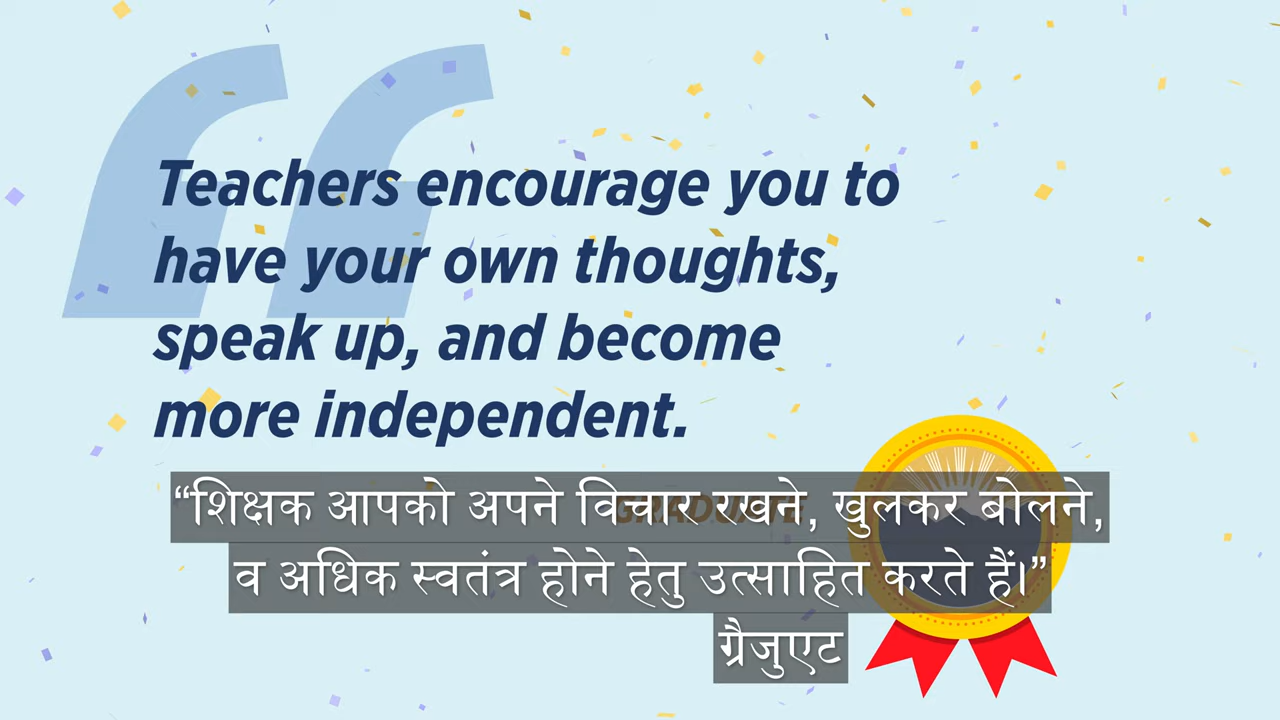 Teachers encourage you to
have your own thoughts,
speak up, and become
more independent.
GRADUATE
“शिक्षक आपको अपने विचार रखने, खुलकर बोलने,
व अधिक स्वतंत्र होने हेतु उत्साहित करते हैं।”
ग्रैजुएट